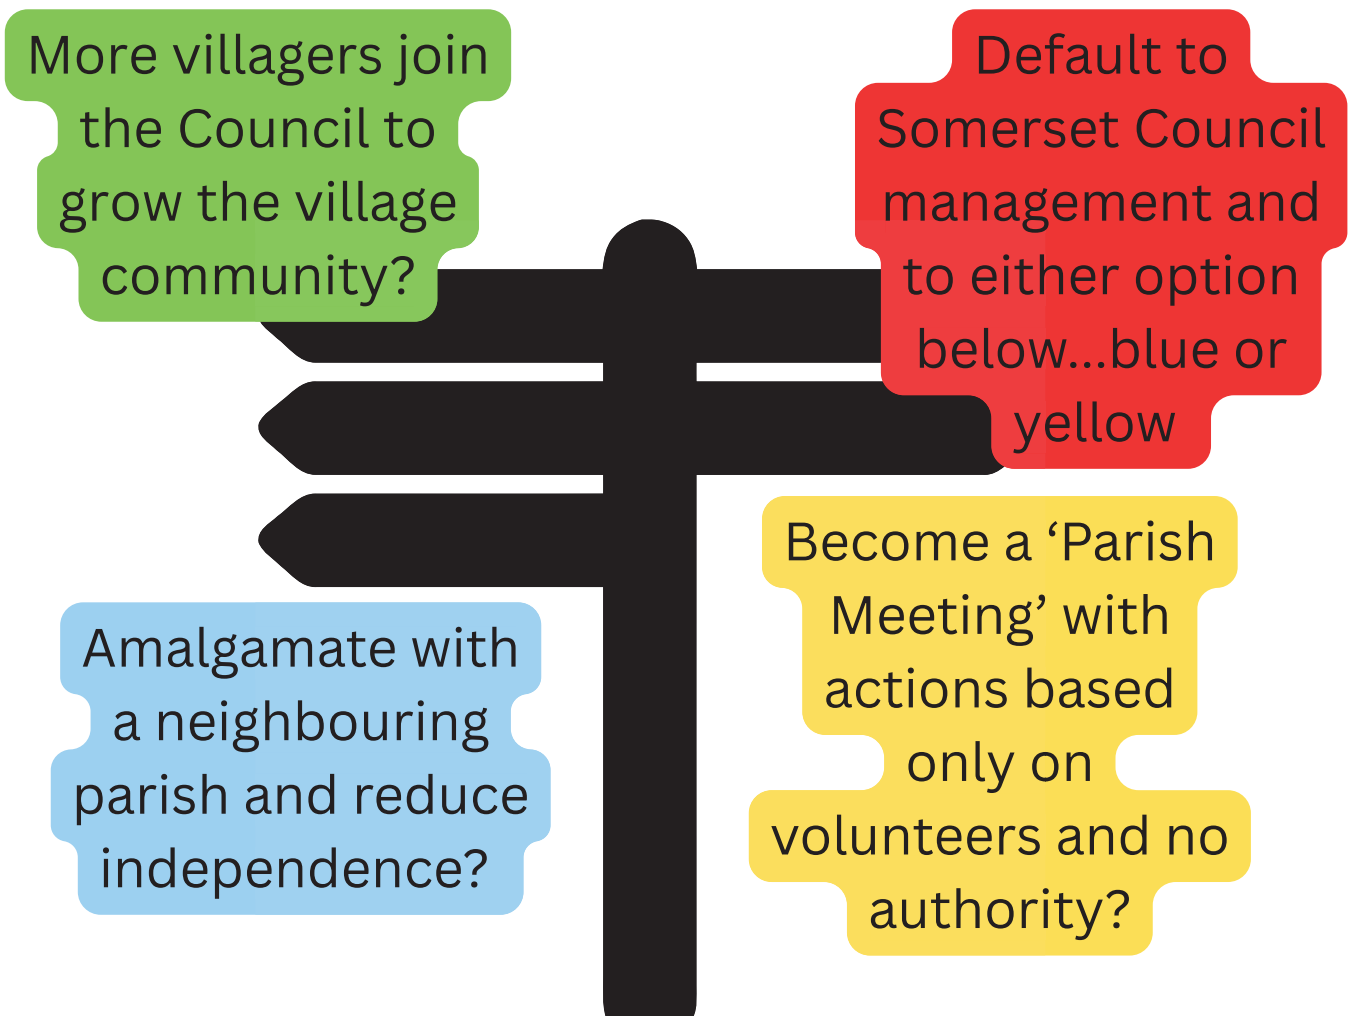 More villagers join
the Council to
grow the village
community?
Default to
Somerset Council
management and
to either option
below...blue or
yellow
Amalgamate with
a neighbouring
parish and reduce
independence?
Become a ‘Parish
Meeting’ with
actions based
only on
volunteers and no
authority?